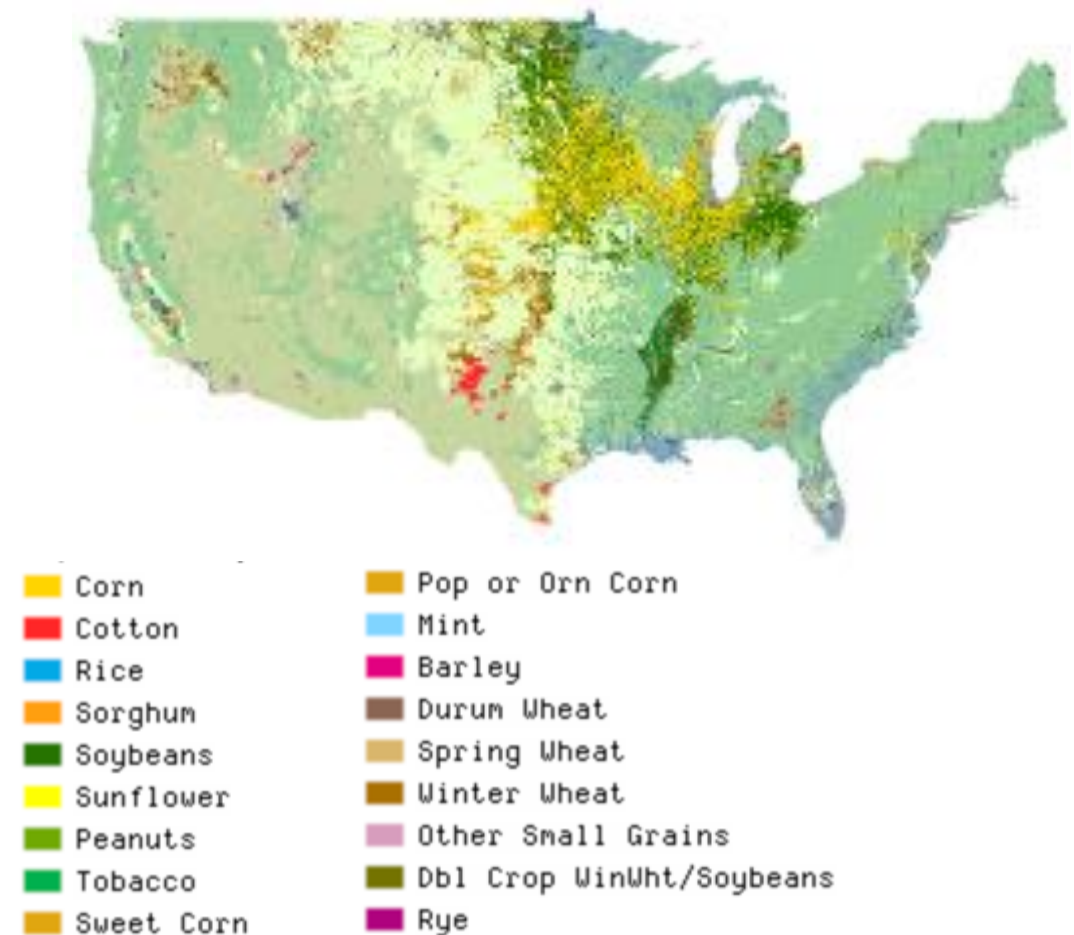 Corn
Cotton
Rice
Sorghum
Soybeans
Sunflower
Peanuts
Tobacco
Sweet Corn
Pop or Orn Corn
Mint
Barley
Durum Wheat
Spring Wheat
Winter Wheat
Other Small Grains
Dbl Crop WinWht/Soybeans
Rye